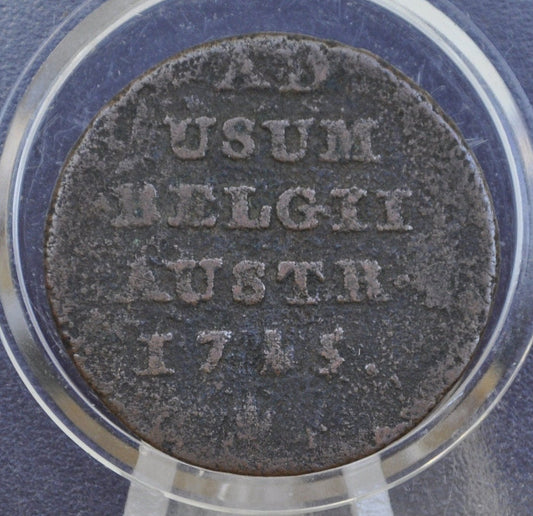 AD
USUM
BELGII
AUSTR.
1745.